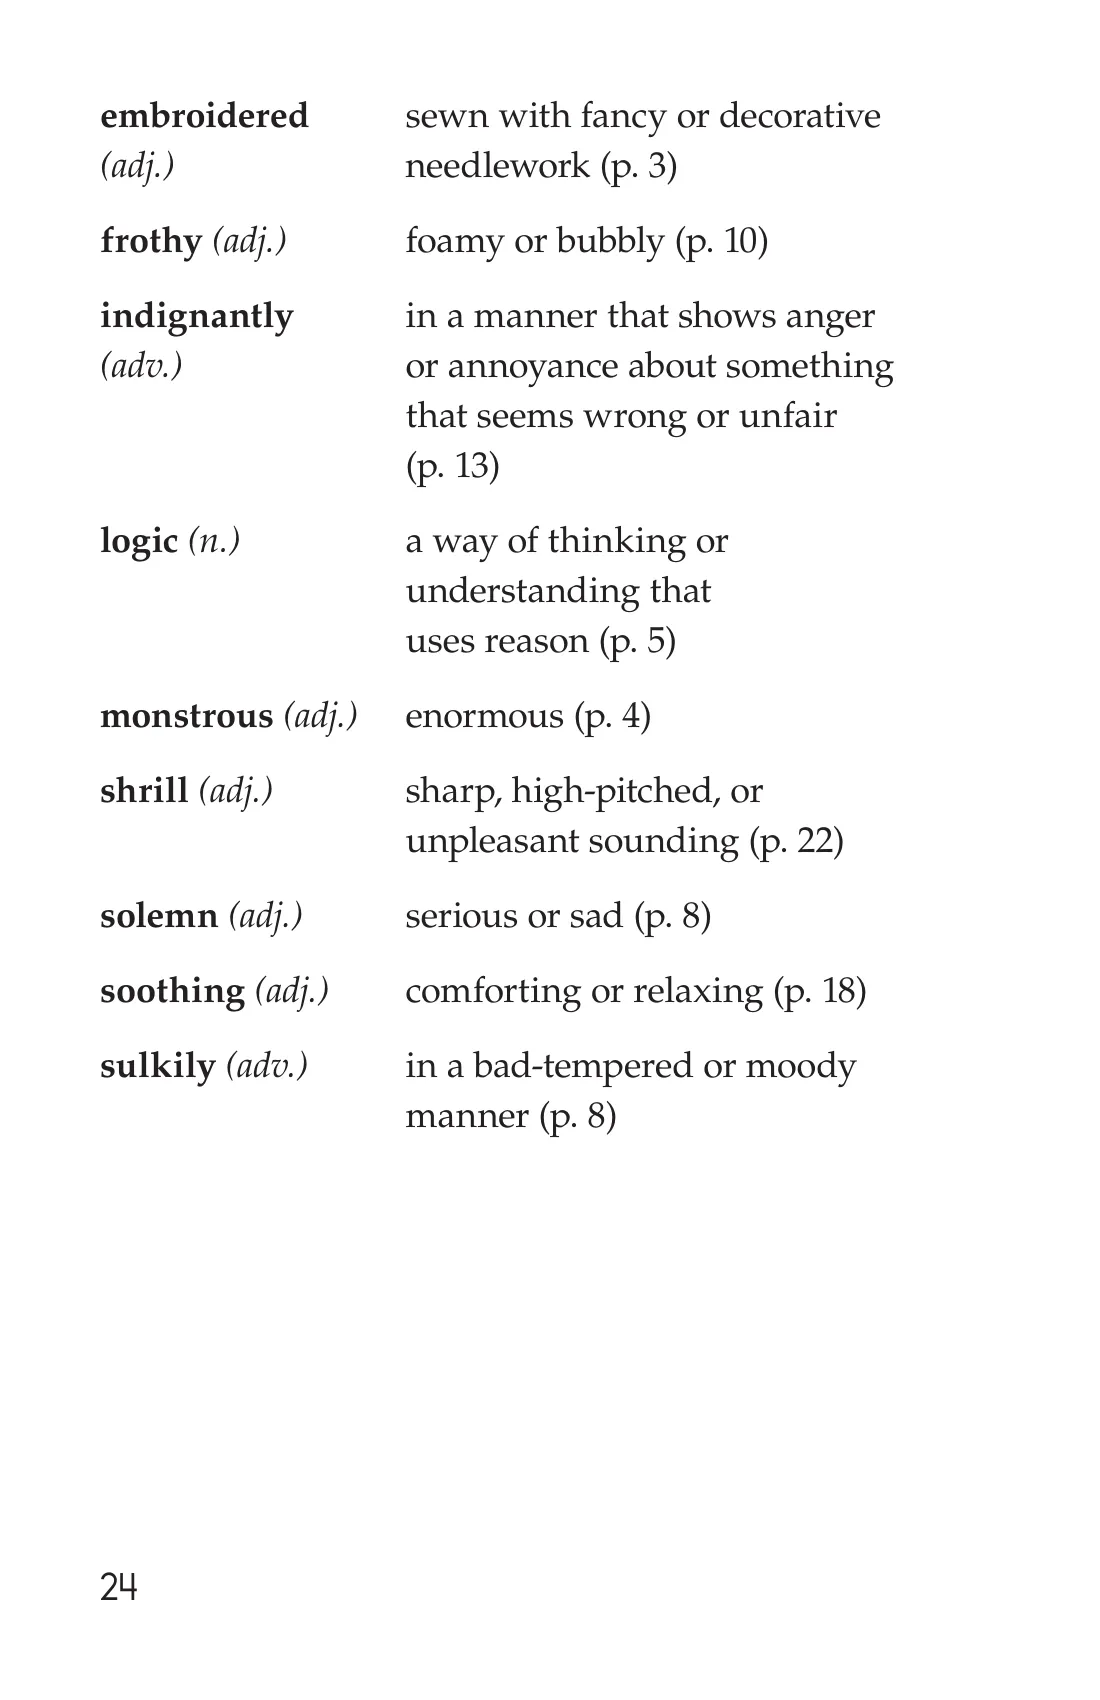 embroidered sewn with fancy or decorative
(adj.) needlework (p. 3)
frothy (adj.) foamy or bubbly (p. 10)
indignantly in a manner that shows anger
(adv.) or annoyance about something
that seems wrong or unfair
(p. 13)
logic (n.) a way of thinking or
understanding that
uses reason (p. 5)
monstrous (adj.) enormous (p. 4)
shrill (adj.) sharp, high-pitched, or
unpleasant sounding (p. 22)
solemn (adj.) serious or sad (p. 8)
soothing (adj.) comforting or relaxing (p. 18)
sulkily (adv.) in a bad-tempered or moody
manner (p. 8)
24